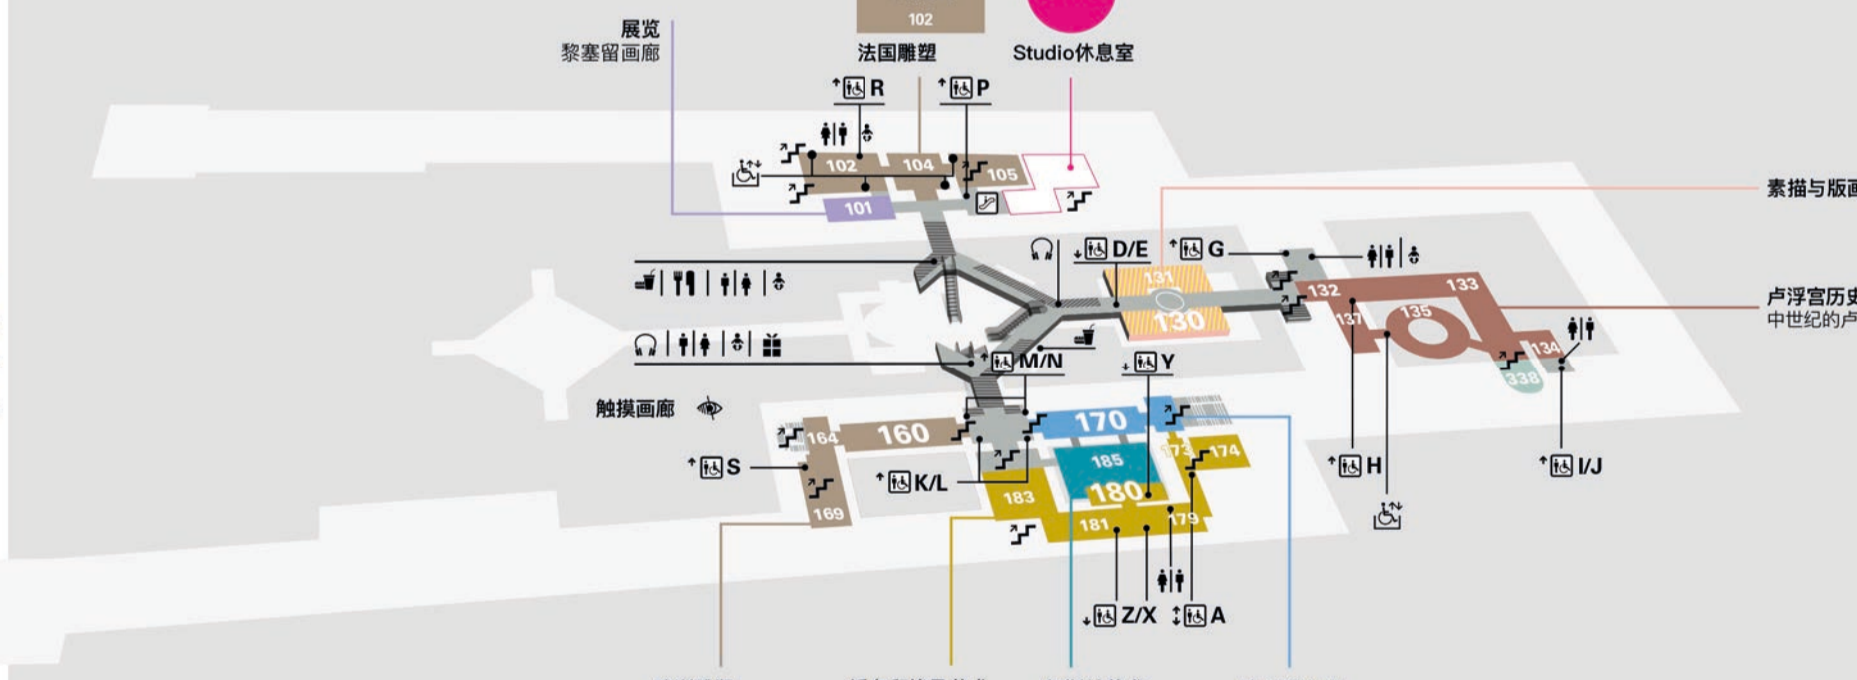 102
展览
黎塞留画廊
法国雕塑
Studio休息室
R
P
102
104
105
101
D/E
G
131
130
132
133
137
135
134
338
素描与版画
卢浮宫历史
中世纪的卢
M/N
Y
触摸画廊
164
160
170
173
174
185
180
S
K/L
183
181
179
169
H
I/J
Z/X
A